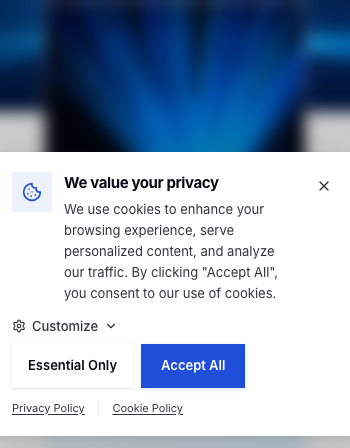 We value your privacy
We use cookies to enhance your
browsing experience, serve
personalized content, and analyze
our traffic. By clicking "Accept All",
you consent to our use of cookies.
Customize
Essential Only
Accept All
Privacy Policy
Cookie Policy